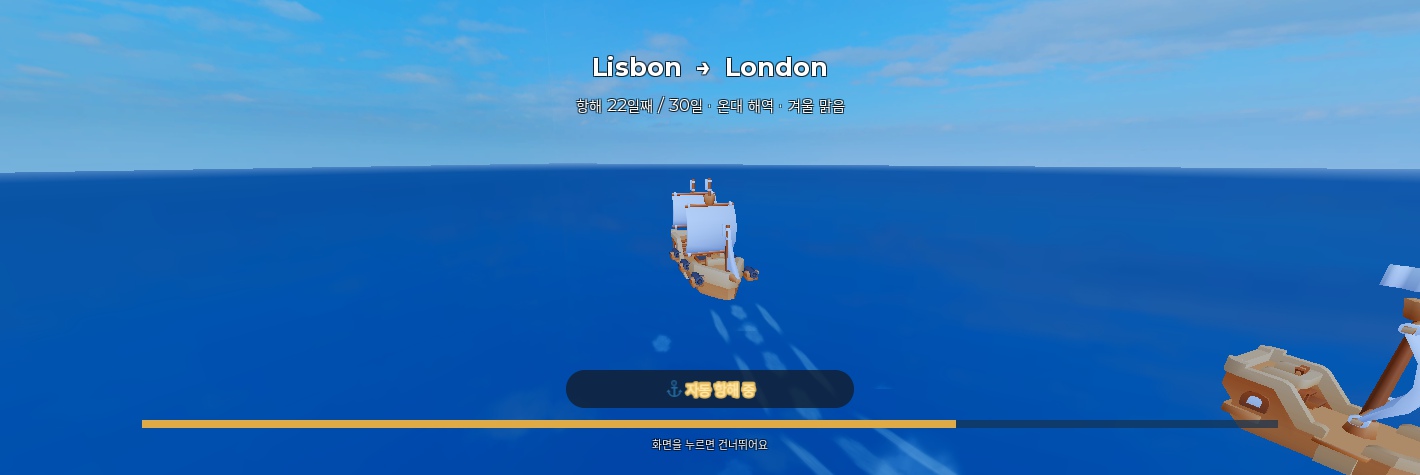 Lisbon → London
항해 22일째 / 30일 · 온대 해역 · 겨울 맑음
⚓ 자동 항해 중
화면을 누르면 건너뛰어요